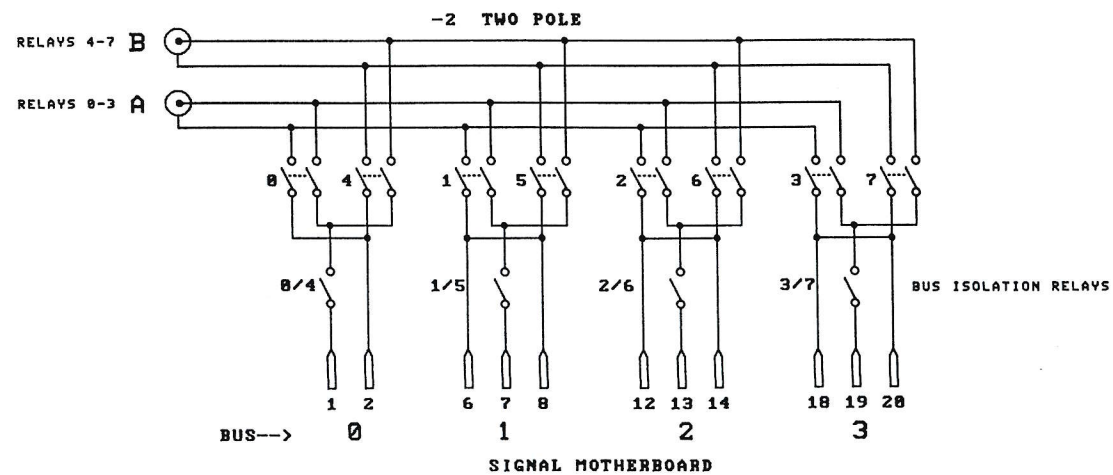 -2 TWO POLE
RELAYS 4-7 B
RELAYS 0-3 A
0 4 1 5 2 6 3 7
0/4 1/5 2/6 3/7 BUS ISOLATION RELAYS
1 2 6 7 8 12 13 14 18 19 20
BUS--> 0 1 2 3
SIGNAL MOTHERBOARD